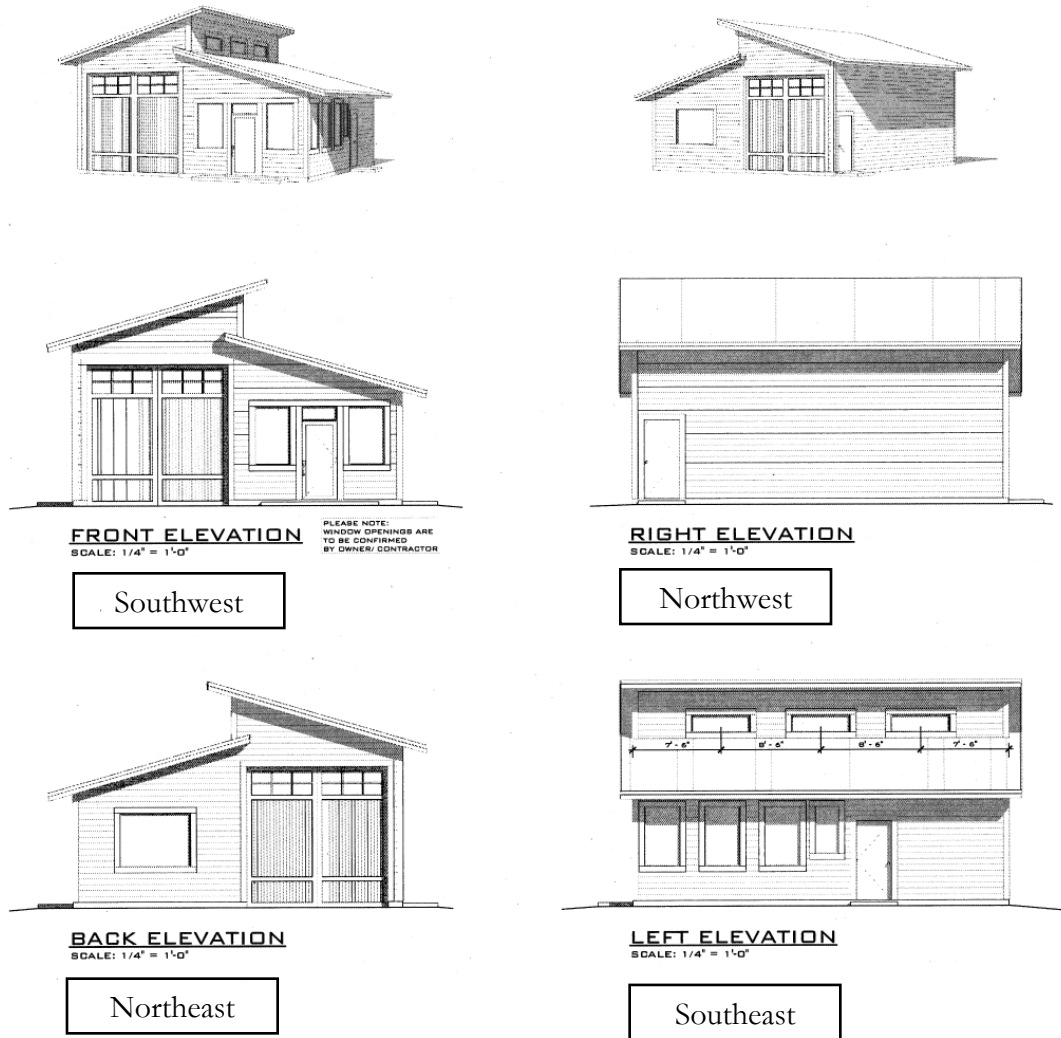 FRONT ELEVATION
SCALE: 1/4" = 1'-0"
PLEASE NOTE:
WINDOW OPENINGS ARE
TO BE CONFIRMED
BY OWNER/ CONTRACTOR
Southwest
RIGHT ELEVATION
SCALE: 1/4" = 1'-0"
Northwest
BACK ELEVATION
SCALE: 1/4" = 1'-0"
Northeast
7' - 6" 8' - 6" 8' - 6" 7' - 6"
LEFT ELEVATION
SCALE: 1/4" = 1'-0"
Southeast